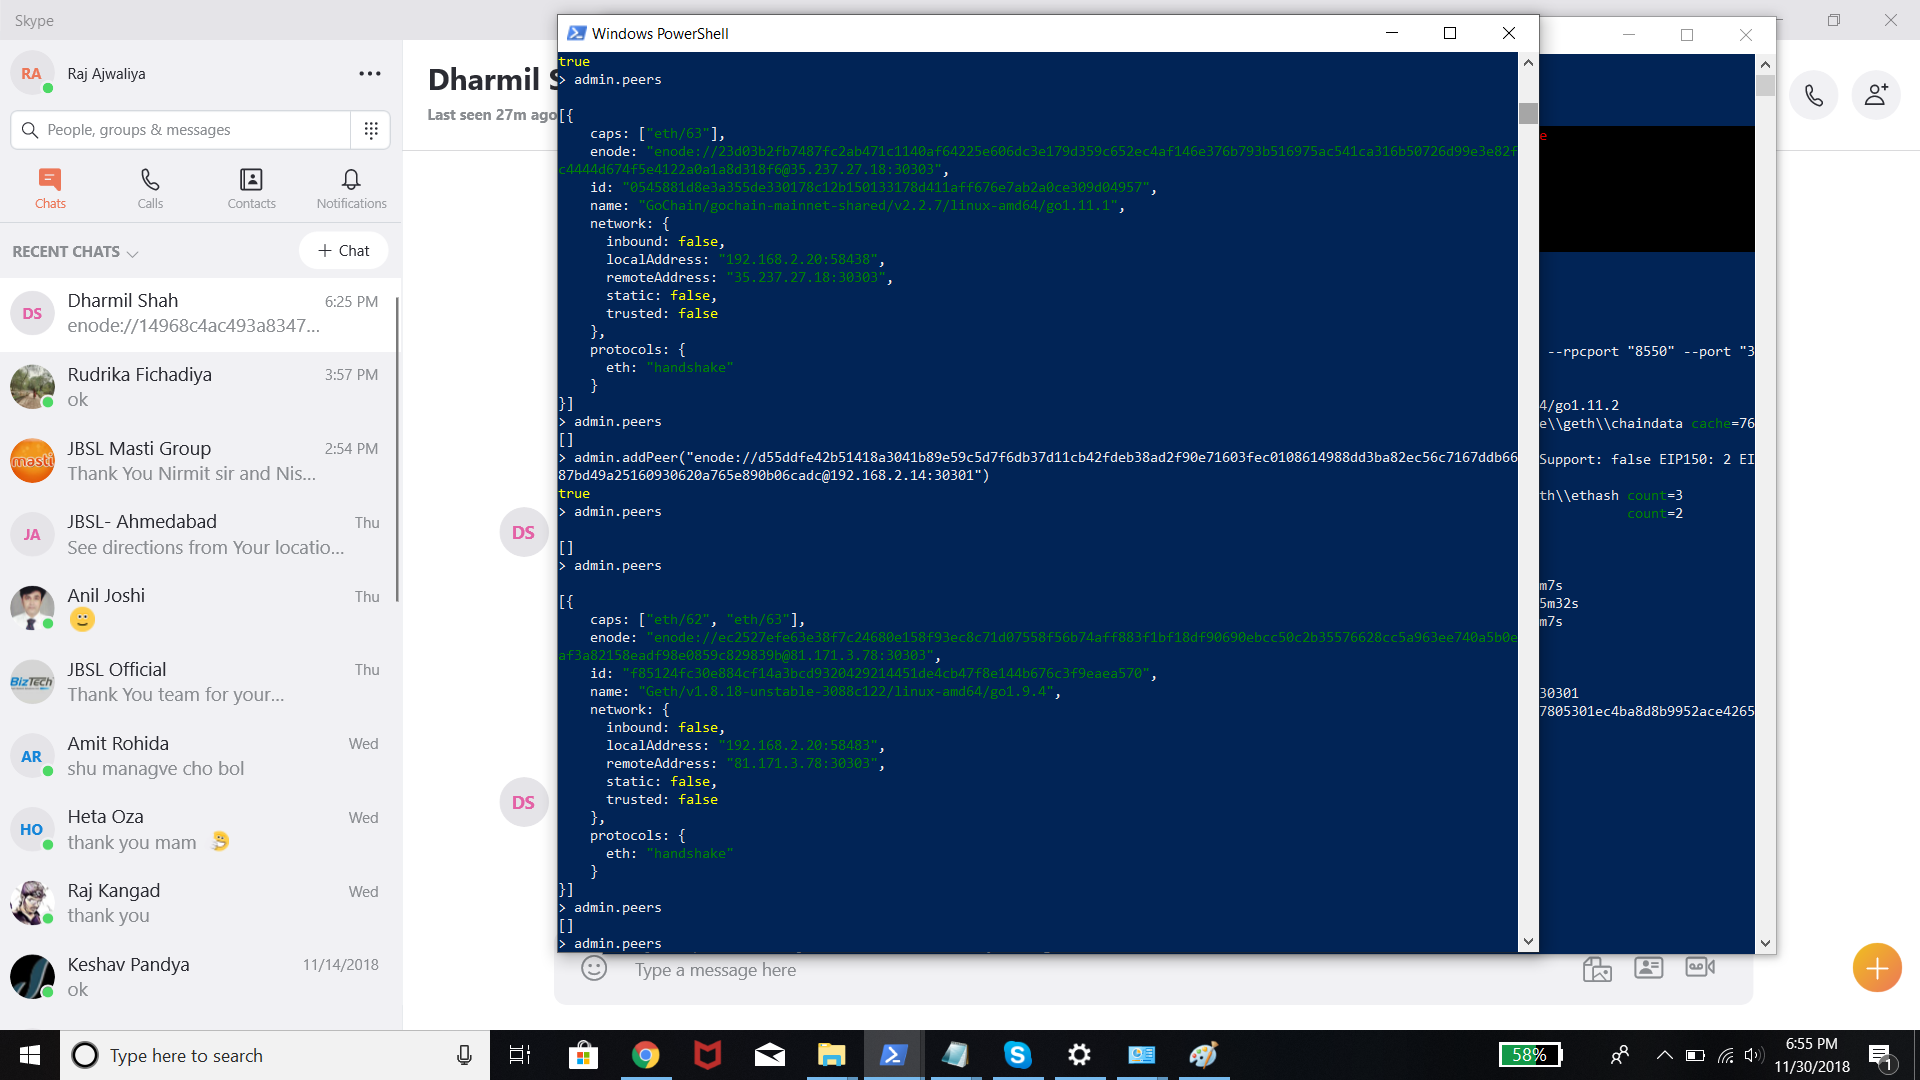 Skype
RA
Raj Ajwaliya
People, groups & messages
Chats
Calls
Contacts
Notifications
RECENT CHATS
+ Chat
DS
Dharmil Shah
6:25 PM
enode://14968c4ac493a8347...
Rudrika Fichadiya
3:57 PM
ok
masti
JBSL Masti Group
2:54 PM
Thank You Nirmit sir and Nis...
JA
JBSL- Ahmedabad
Thu
See directions from Your locatio...
Anil Joshi
Thu
BizTech
JBSL Official
Thu
Thank You team for your...
AR
Amit Rohida
Wed
shu managve cho bol
HO
Heta Oza
Wed
thank you mam
Raj Kangad
Wed
thank you
Keshav Pandya
11/14/2018
ok
Dharmil S
Last seen 27m ago
DS
DS
Windows PowerShell
true
> admin.peers
[{
caps: ["eth/63"],
enode: "enode://23d03b2fb7487fc2ab471c1140af64225e606dc3e179d359c652ec4af146e376b793b516975ac541ca316b50726d99e3e82f
c4444d674f5e4122a0a1a8d318f6@35.237.27.18:30303",
id: "0545881d8e3a355de330178c12b150133178d411aff676e7ab2a0ce309d04957",
name: "GoChain/gochain-mainnet-shared/v2.2.7/linux-amd64/go1.11.1",
network: {
inbound: false,
localAddress: "192.168.2.20:58438",
remoteAddress: "35.237.27.18:30303",
static: false,
trusted: false
},
protocols: {
eth: "handshake"
}
}]
> admin.peers
[]
> admin.addPeer("enode://d55ddfe42b51418a3041b89e59c5d7f6db37d11cb42fdeb38ad2f90e71603fec0108614988dd3ba82ec56c7167ddb66
87bd49a25160930620a765e890b06cadc@192.168.2.14:30301")
true
> admin.peers
[]
> admin.peers
[{
caps: ["eth/62", "eth/63"],
enode: "enode://ec2527efe63e38f7c24680e158f93ec8c71d07558f56b74aff883f1bf18df90690ebcc50c2b35576628cc5a963ee740a5b0e
af3a82158eadf98e0859c829839b@81.171.3.78:30303",
id: "f85124fc30e884cf14a3bcd9320429214451de4cb47f8e144b676c3f9eaea570",
name: "Geth/v1.8.18-unstable-3088c122/linux-amd64/go1.9.4",
network: {
inbound: false,
localAddress: "192.168.2.20:58483",
remoteAddress: "81.171.3.78:30303",
static: false,
trusted: false
},
protocols: {
eth: "handshake"
}
}]
> admin.peers
[]
> admin.peers
e
--rpcport "8550" --port "3
4/go1.11.2
e\\geth\\chaindata cache=76
Support: false EIP150: 2 EI
th\\ethash count=3
count=2
m7s
5m32s
m7s
30301
7805301ec4ba8d8b9952ace4265
Type a message here
Type here to search
58%
6:55 PM
11/30/2018
1